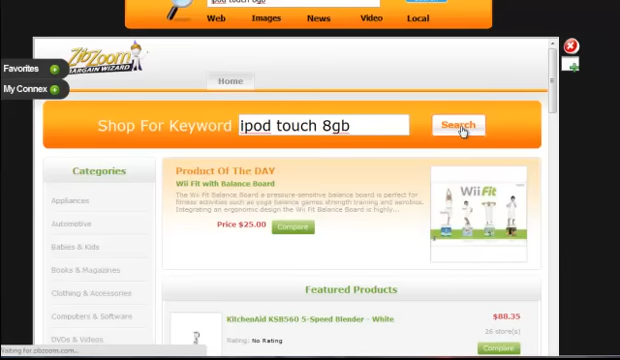 ipod touch 8gb
Web Images News Video Local
ZibZoom
BARGAIN WIZARD
Favorites
My Connex
Home
Shop For Keyword ipod touch 8gb Search
Categories
Appliances
Automotive
Babies & Kids
Books & Magazines
Clothing & Accessories
Computers & Software
DVDs & Videos
Product Of The DAY
Wii Fit with Balance Board
The Wii Fit Balance Board a pressure-sensitive balance board is perfect for
fitness activities such as yoga balance games strength training and aerobics.
Integrating an ergonomic design the Wii Fit Balance Board is highly...
Price $25.00 Compare
Wii Fit
Featured Products
KitchenAid KSB560 5-Speed Blender - White
Rating: No Rating
$88.35
26 store(s)
Compare
Waiting for zibzoom.com...